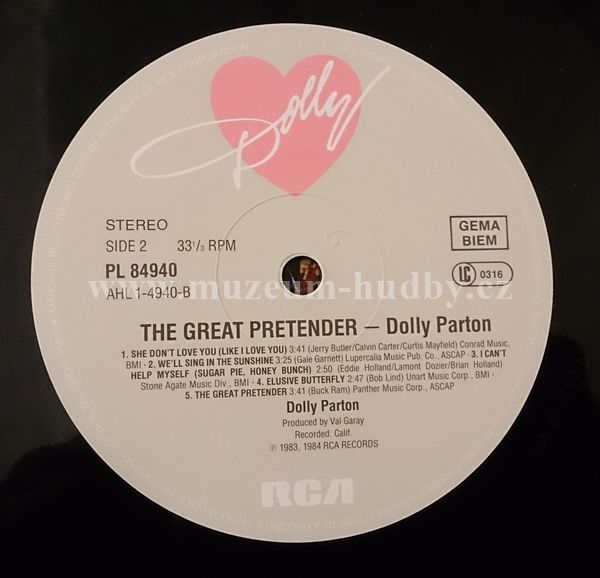 Dolly
STEREO
SIDE 2 33 1/3 RPM
PL 84940
AHL 1-4940-B
GEMA
BIEM
LC 0316
www.muzeum-hudby.cz
THE GREAT PRETENDER – Dolly Parton
1. SHE DON'T LOVE YOU (LIKE I LOVE YOU) 3:41 (Jerry Butler/Calvin Carter/Curtis Mayfield) Conrad Music,
BMI · 2. WE'LL SING IN THE SUNSHINE 3:25 (Gale Garnett) Lupercalia Music Pub. Co., ASCAP · 3. I CAN'T
HELP MYSELF (SUGAR PIE, HONEY BUNCH) 2:50 (Eddie Holland/Lamont Dozier/Brian Holland)
Stone Agate Music Div., BMI · 4. ELUSIVE BUTTERFLY 2:47 (Bob Lind) Unart Music Corp., BMI ·
5. THE GREAT PRETENDER 3:41 (Buck Ram) Panther Music Corp., ASCAP
Dolly Parton
Produced by Val Garay
Recorded: Calif.
℗ 1983, 1984 RCA RECORDS
RCA